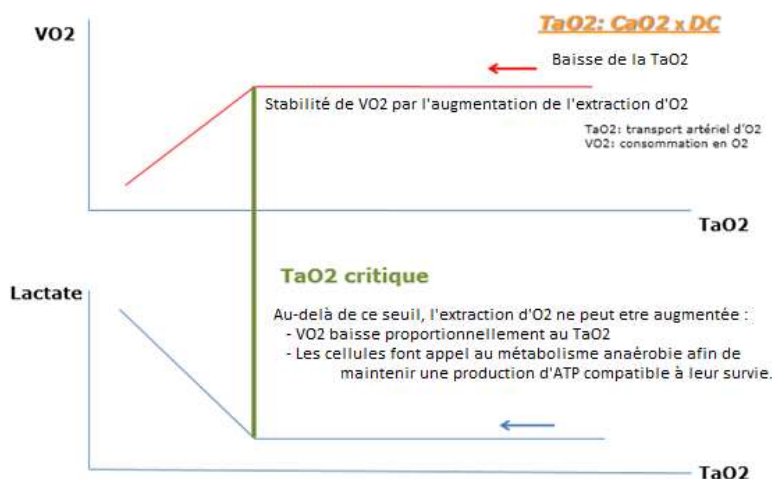 TaO2: CaO2 x DC
VO2
Baisse de la TaO2
Stabilité de VO2 par l'augmentation de l'extraction d'O2
TaO2: transport artériel d'O2
VO2: consommation en O2
TaO2
TaO2 critique
Lactate
Au-delà de ce seuil, l'extraction d'O2 ne peut etre augmentée :
- VO2 baisse proportionnellement au TaO2
- Les cellules font appel au métabolisme anaérobie afin de
maintenir une production d'ATP compatible à leur survie.
TaO2